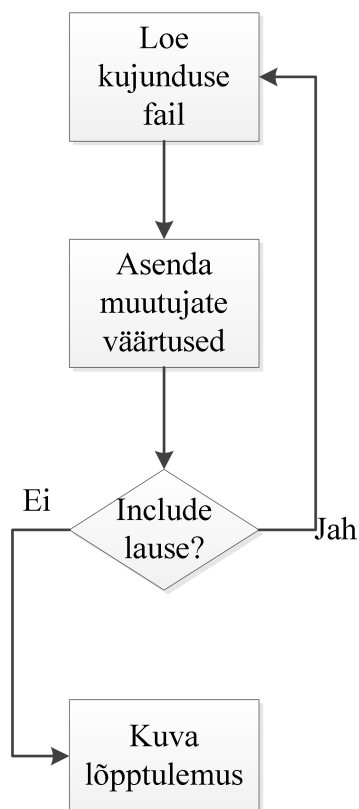 Loe
kujunduse
fail
Asenda
muutujate
väärtused
Ei
Include
lause?
Jah
Kuva
lõpptulemus